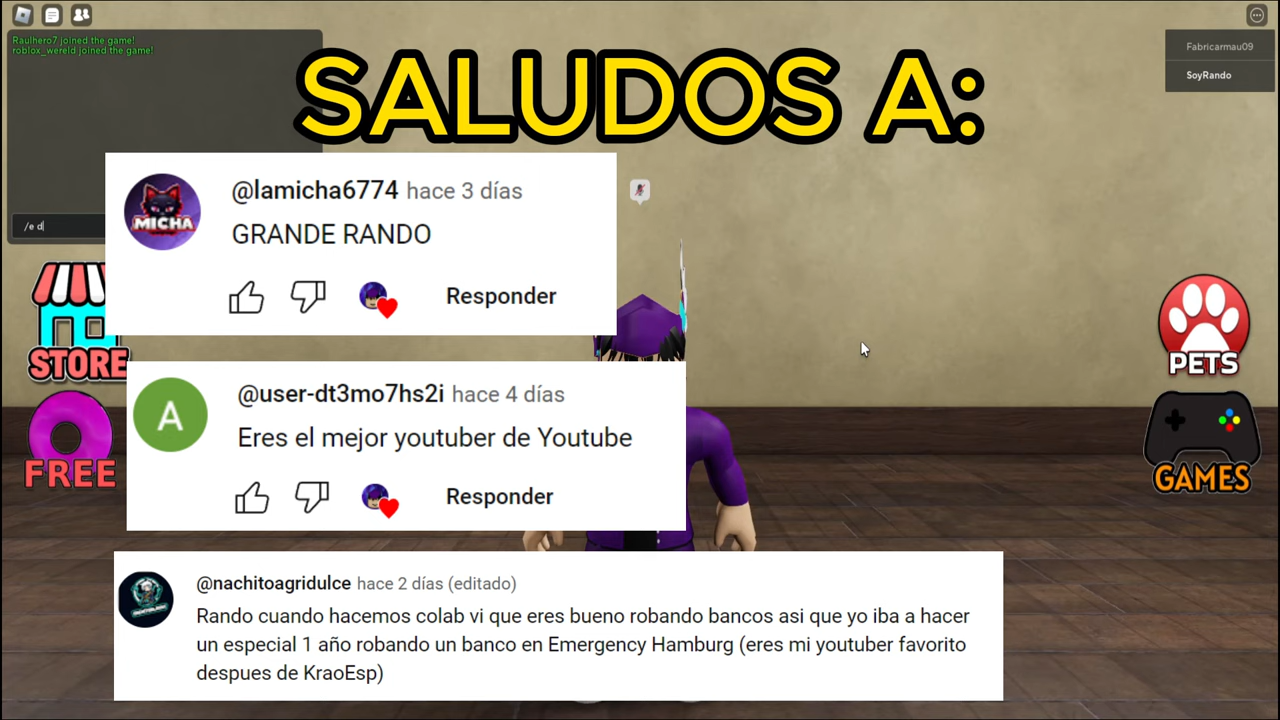 Raulhero7 joined the game!
roblox_wereld joined the game!
Fabricarmau09
SoyRando
SALUDOS A:
/e d
@lamicha6774 hace 3 días
MICHA
GRANDE RANDO
Responder
STORE
PETS
@user-dt3mo7hs2i hace 4 días
A
Eres el mejor youtuber de Youtube
FREE
GAMES
Responder
@nachitoagridulce hace 2 días (editado)
Rando cuando hacemos colab vi que eres bueno robando bancos asi que yo iba a hacer
un especial 1 año robando un banco en Emergency Hamburg (eres mi youtuber favorito
despues de KraoEsp)